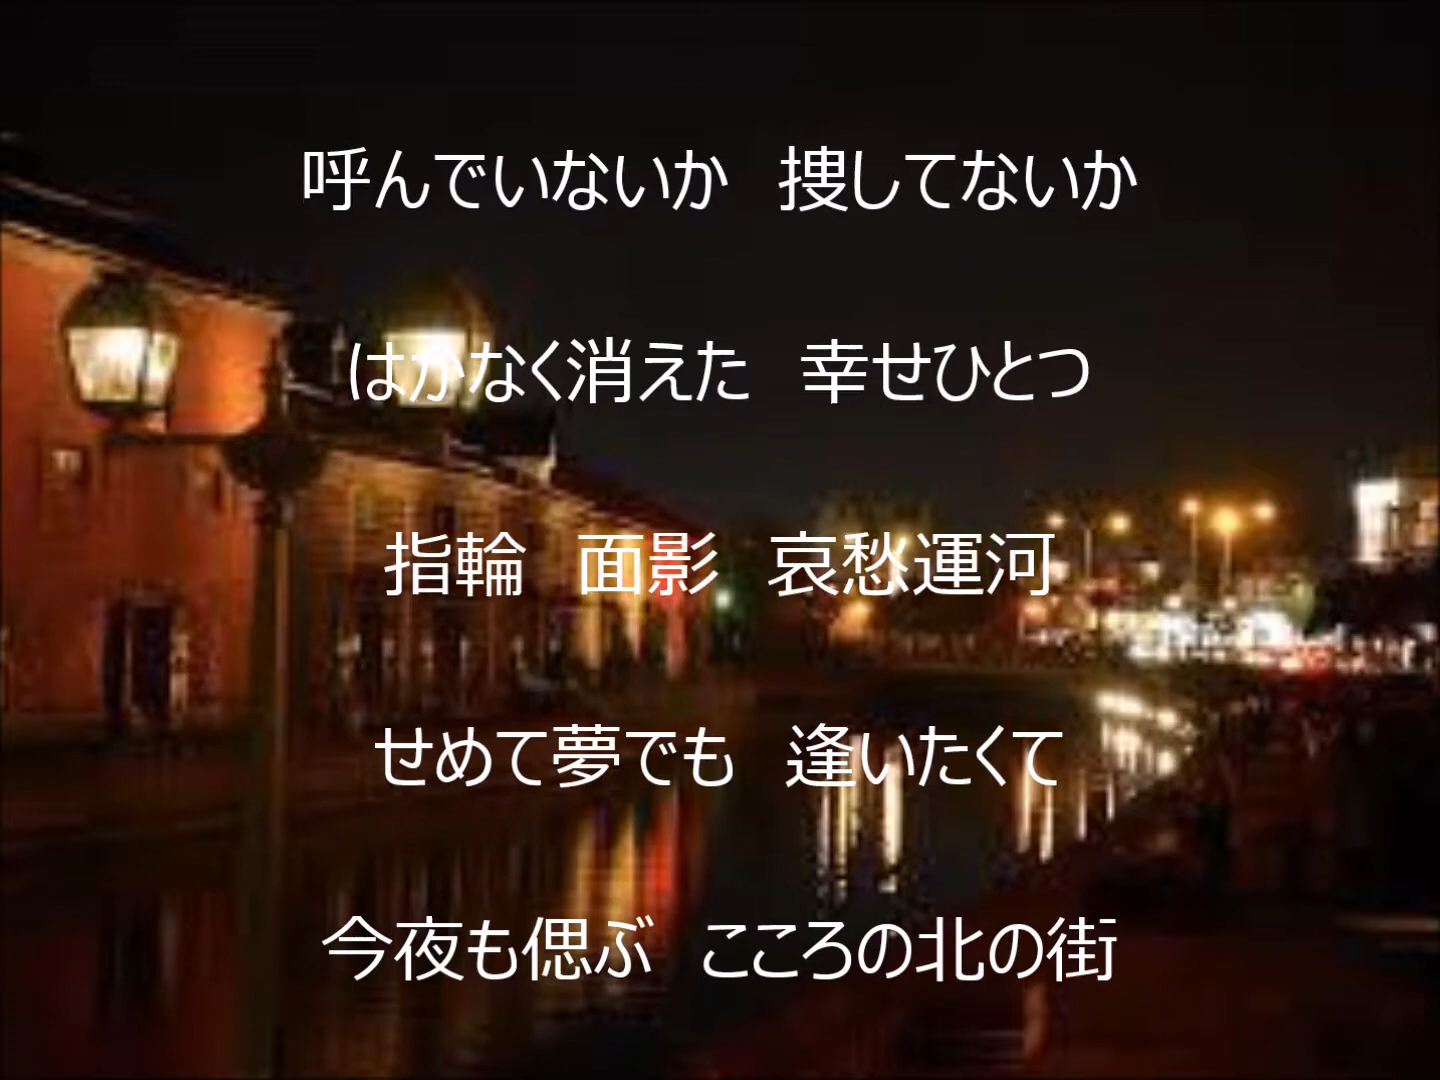 呼んでいないか　捜してないか
はかなく消えた　幸せひとつ
指輪　面影　哀愁運河
せめて夢でも　逢いたくて
今夜も偲ぶ　こころの北の街